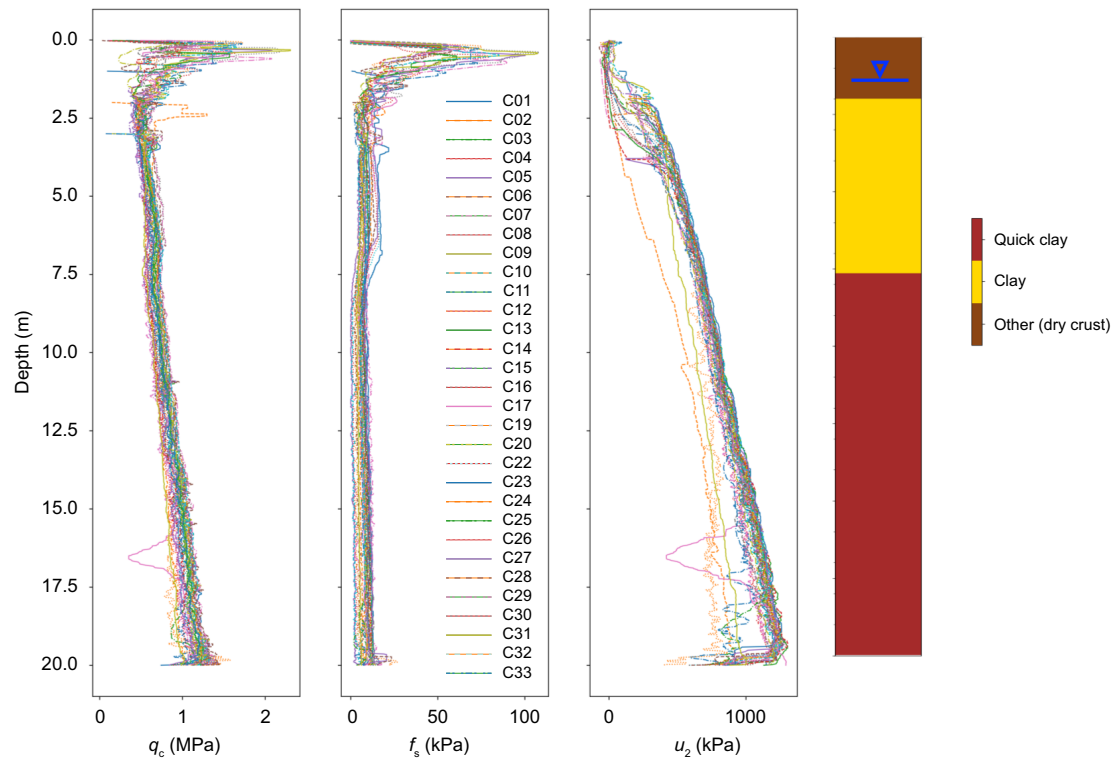 0.0
2.5
5.0
7.5
10.0
12.5
15.0
17.5
20.0
Depth (m)
0
1
2
q_c (MPa)
0
50
100
f_s (kPa)
0
1000
u_2 (kPa)
C01
C02
C03
C04
C05
C06
C07
C08
C09
C10
C11
C12
C13
C14
C15
C16
C17
C19
C20
C22
C23
C24
C25
C26
C27
C28
C29
C30
C31
C32
C33
Quick clay
Clay
Other (dry crust)